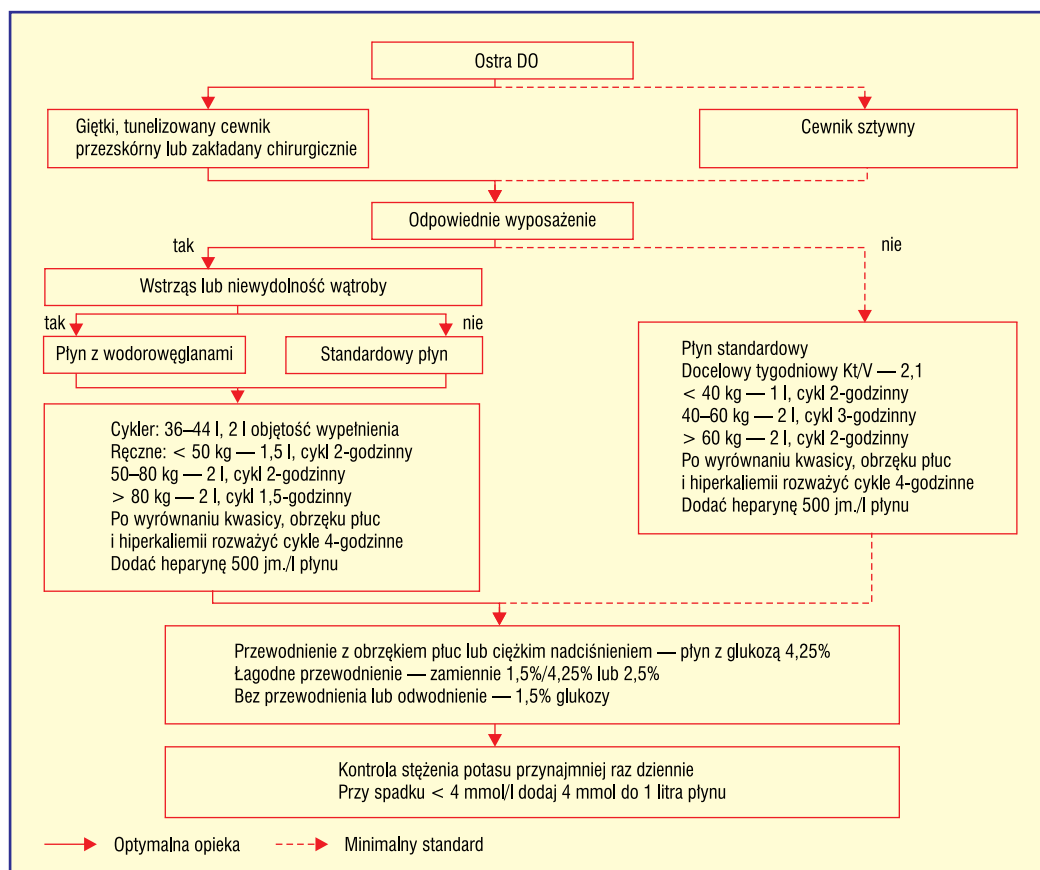 Ostra DO
Giętki, tunelizowany cewnik
przezskórny lub zakładany chirurgicznie
Cewnik sztywny
Odpowiednie wyposażenie
tak
nie
Wstrząs lub niewydolność wątroby
tak
nie
Płyn z wodorowęglanami
Standardowy płyn
Płyn standardowy
Docelowy tygodniowy Kt/V — 2,1
< 40 kg — 1 l, cykl 2-godzinny
40–60 kg — 2 l, cykl 3-godzinny
> 60 kg — 2 l, cykl 2-godzinny
Po wyrównaniu kwasicy, obrzęku płuc
i hiperkaliemii rozważyć cykle 4-godzinne
Dodać heparynę 500 jm./l płynu
Cykler: 36–44 l, 2 l objętość wypełnienia
Ręczne: < 50 kg — 1,5 l, cykl 2-godzinny
50–80 kg — 2 l, cykl 2-godzinny
> 80 kg — 2 l, cykl 1,5-godzinny
Po wyrównaniu kwasicy, obrzęku płuc
i hiperkaliemii rozważyć cykle 4-godzinne
Dodać heparynę 500 jm./l płynu
Przewodnienie z obrzękiem płuc lub ciężkim nadciśnieniem — płyn z glukozą 4,25%
Łagodne przewodnienie — zamiennie 1,5%/4,25% lub 2,5%
Bez przewodnienia lub odwodnienie — 1,5% glukozy
Kontrola stężenia potasu przynajmniej raz dziennie
Przy spadku < 4 mmol/l dodaj 4 mmol do 1 litra płynu
Optymalna opieka
Minimalny standard